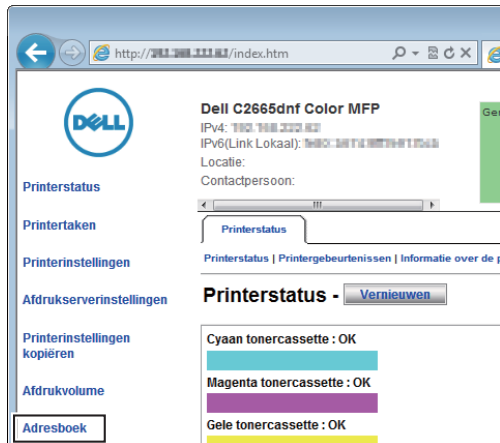 http:// /index.htm
DELL
Dell C2665dnf Color MFP
IPv4:
IPv6(Link Lokaal):
Locatie:
Contactpersoon:
Printerstatus
Printertaken
Printerinstellingen
Afdrukserverinstellingen
Printerinstellingen
kopiëren
Afdrukvolume
Adresboek
Printerstatus
Printerstatus | Printergebeurtenissen | Informatie over de
Printerstatus - Vernieuwen
Cyaan tonercassette : OK
Magenta tonercassette : OK
Gele tonercassette : OK